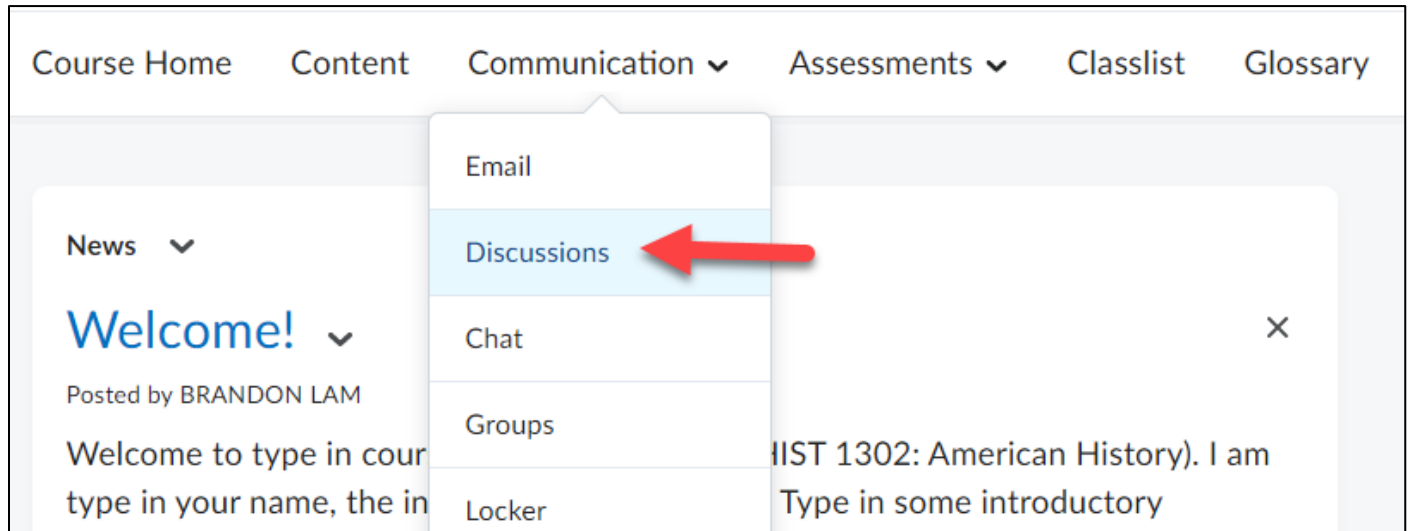 Course Home Content Communication Assessments Classlist Glossary
Email
Discussions
Chat
Groups
Locker
News
Welcome!
Posted by BRANDON LAM
Welcome to type in cour IST 1302: American History). I am
type in your name, the in Type in some introductory